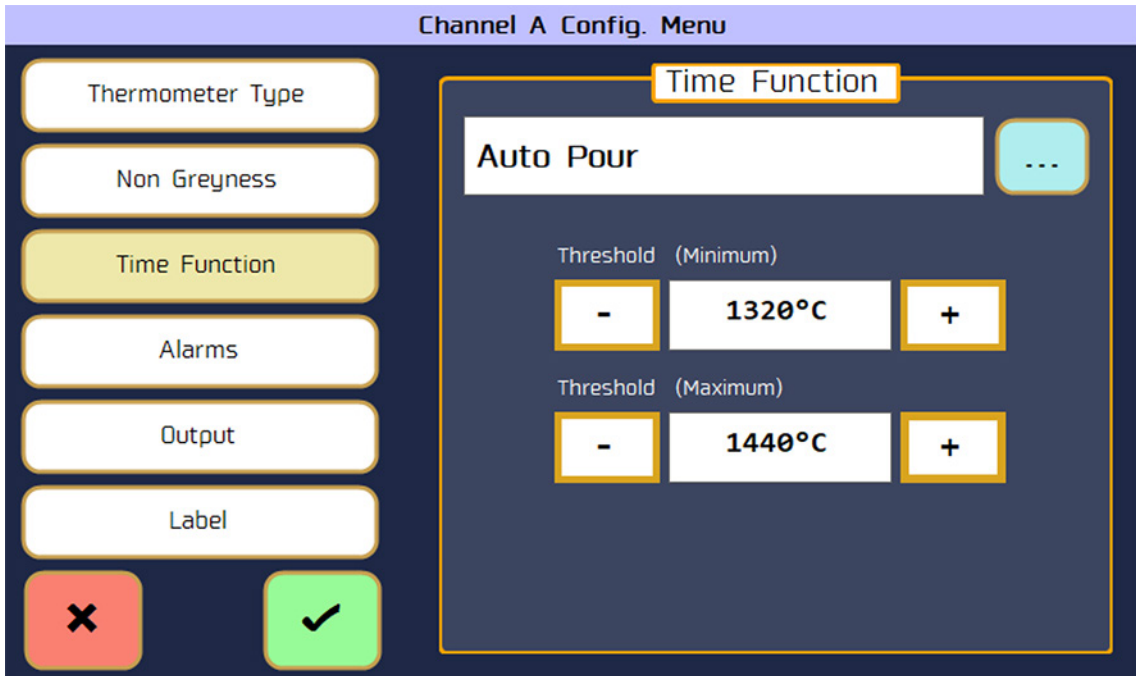 Channel A Config. Menu
Thermometer Type
Non Greyness
Time Function
Alarms
Output
Label
Time Function
Auto Pour
...
Threshold (Minimum)
- 1320°C +
Threshold (Maximum)
- 1440°C +